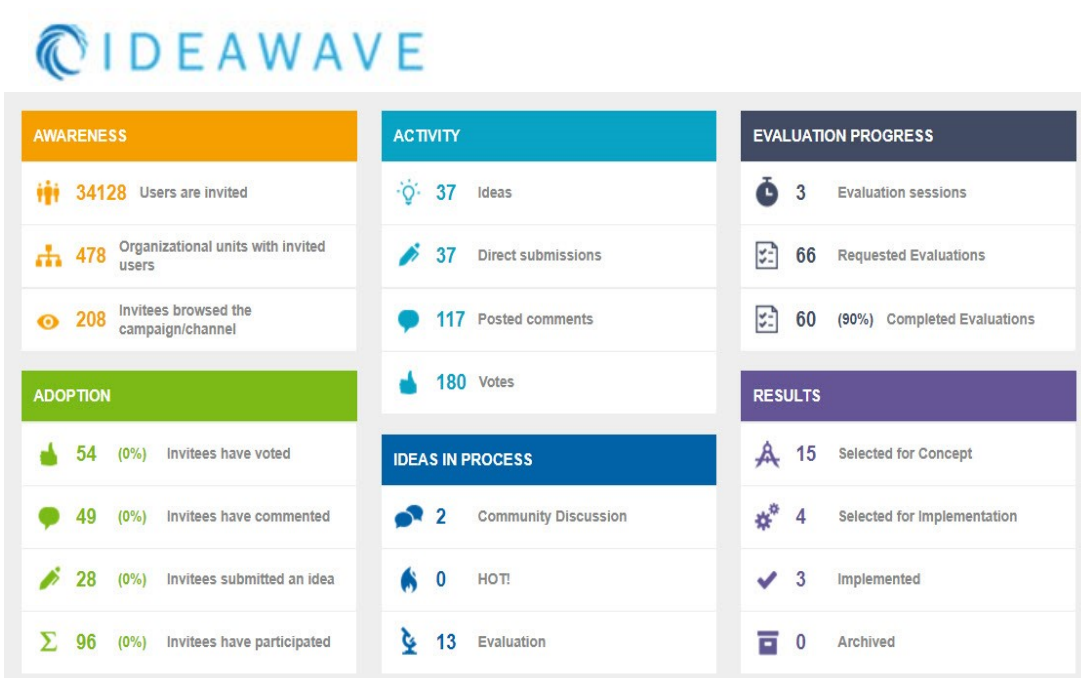 IDEAWAVE
AWARENESS
34128 Users are invited
478 Organizational units with invited
users
208 Invitees browsed the
campaign/channel
ADOPTION
54 (0%) Invitees have voted
49 (0%) Invitees have commented
28 (0%) Invitees submitted an idea
96 (0%) Invitees have participated
ACTIVITY
37 Ideas
37 Direct submissions
117 Posted comments
180 Votes
IDEAS IN PROCESS
2 Community Discussion
0 HOT!
13 Evaluation
EVALUATION PROGRESS
3 Evaluation sessions
66 Requested Evaluations
60 (90%) Completed Evaluations
RESULTS
15 Selected for Concept
4 Selected for Implementation
3 Implemented
0 Archived